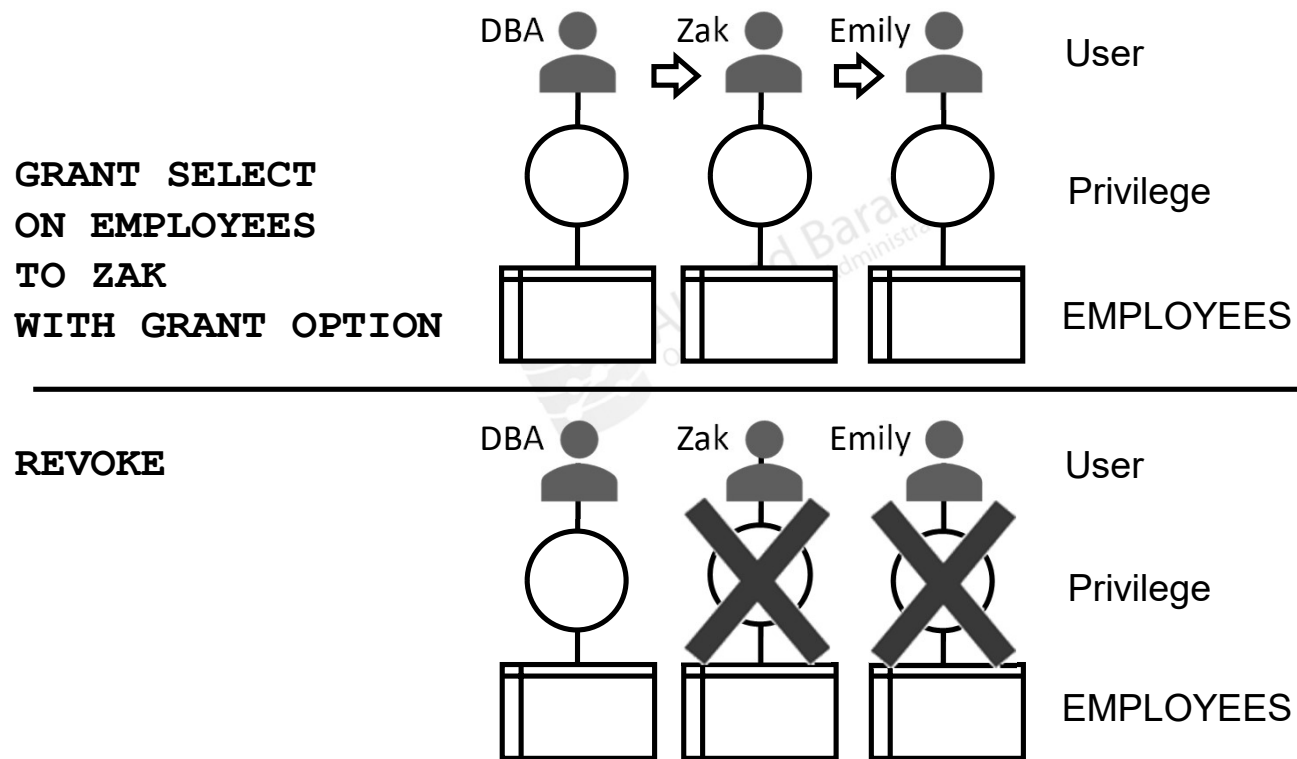 DBA Zak Emily User
GRANT SELECT
ON EMPLOYEES
TO ZAK
WITH GRANT OPTION
Privilege
EMPLOYEES
DBA Zak Emily User
REVOKE
Privilege
EMPLOYEES